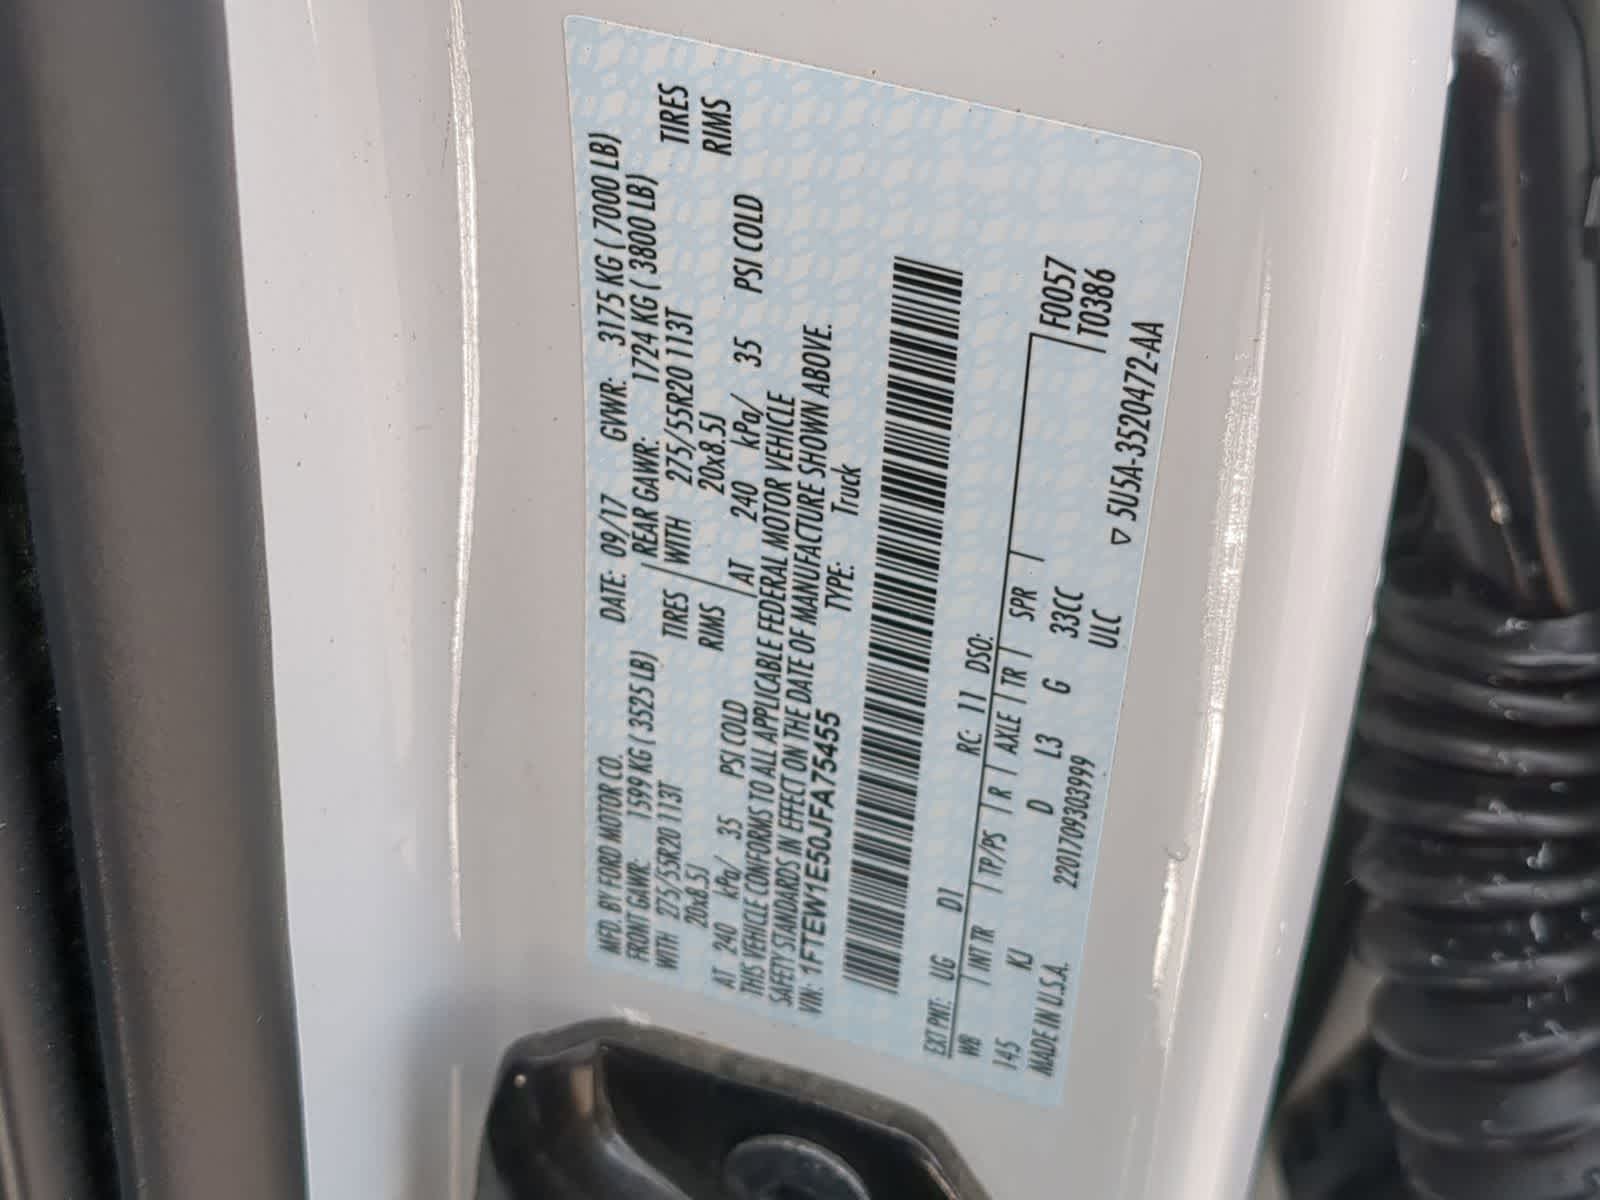 MFD. BY FORD MOTOR CO. DATE: 09/17 GVWR: 3175 KG ( 7000 LB)
FRONT GAWR: 1599 KG ( 3525 LB) REAR GAWR: 1724 KG ( 3800 LB)
WITH 275/55R20 113T TIRES WITH 275/55R20 113T TIRES
20x8.5J RIMS 20x8.5J RIMS
AT 240 kPa/ 35 PSI COLD AT 240 kPa/ 35 PSI COLD
THIS VEHICLE CONFORMS TO ALL APPLICABLE FEDERAL MOTOR VEHICLE
SAFETY STANDARDS IN EFFECT ON THE DATE OF MANUFACTURE SHOWN ABOVE.
VIN: 1FTEW1E50JFA75455 TYPE: Truck
EXT PNT: UG D1 RC: 11 DSO: F0057
WB INT TR TP/PS R AXLE TR SPR T0386
145 KJ D L3 G 33CC
MADE IN U.S.A. 2201709303999 ULC ▽ 5U5A-3520472-AA